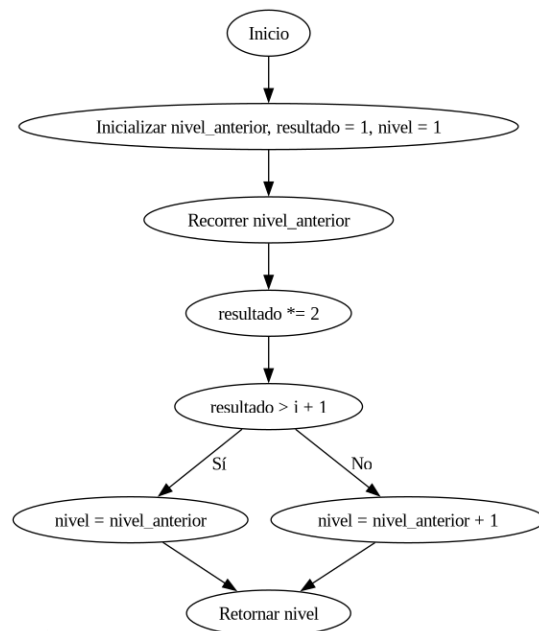 Inicio
Inicializar nivel_anterior, resultado = 1, nivel = 1
Recorrer nivel_anterior
resultado *= 2
resultado > i + 1
Sí
No
nivel = nivel_anterior
nivel = nivel_anterior + 1
Retornar nivel